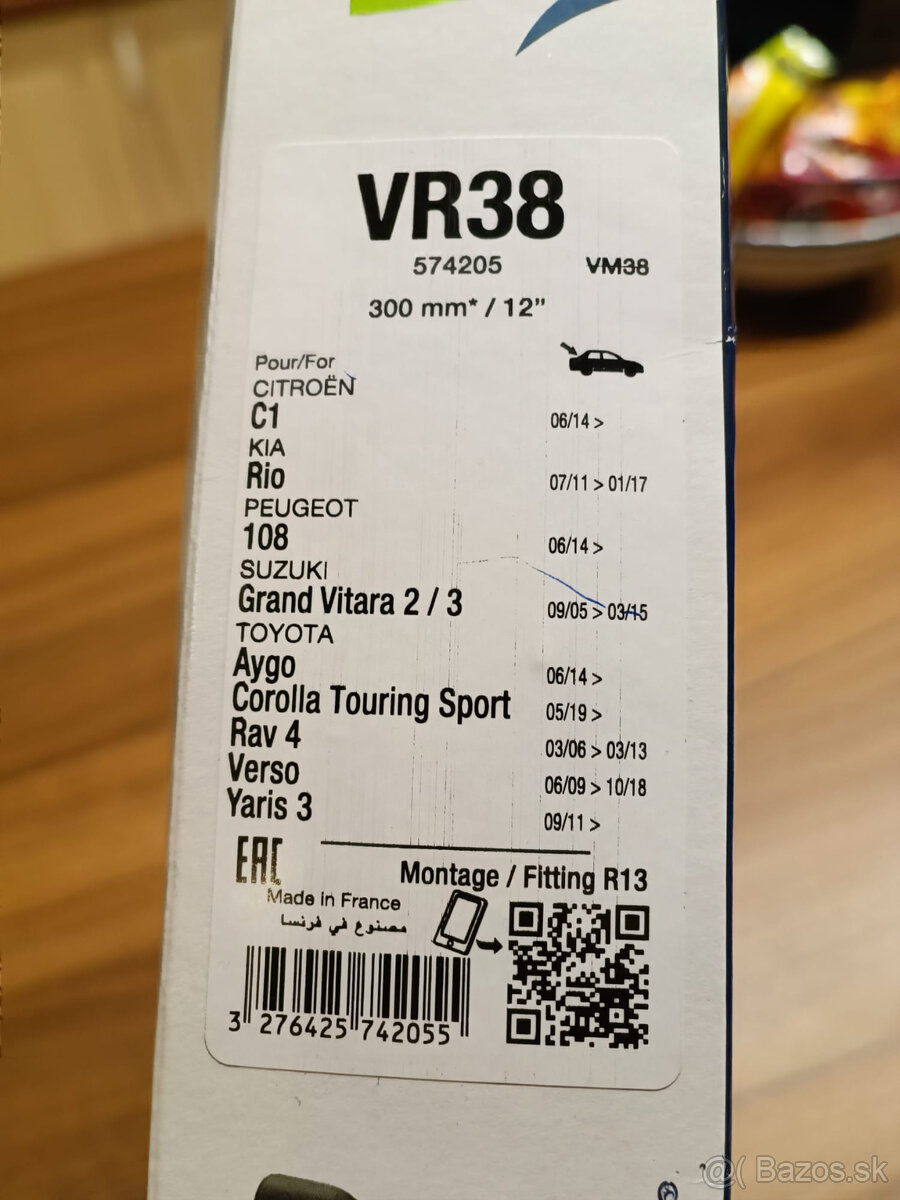 VR38
574205 VM38
300 mm* / 12”
Pour/For
CITROËN
C1 06/14 >
KIA
Rio 07/11 > 01/17
PEUGEOT
108 06/14 >
SUZUKI
Grand Vitara 2 / 3 09/05 > 03/15
TOYOTA
Aygo 06/14 >
Corolla Touring Sport 05/19 >
Rav 4 03/06 > 03/13
Verso 06/09 > 10/18
Yaris 3 09/11 >
EAC
Montage / Fitting R13
Made in France
مصنوع في فرنسا
3 276425 742055
@( Bazos.sk